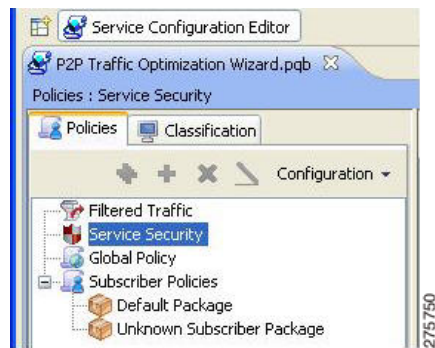 Service Configuration Editor
P2P Traffic Optimization Wizard.pqb
Policies : Service Security
Policies Classification
Configuration
Filtered Traffic
Service Security
Global Policy
Subscriber Policies
Default Package
Unknown Subscriber Package
275750